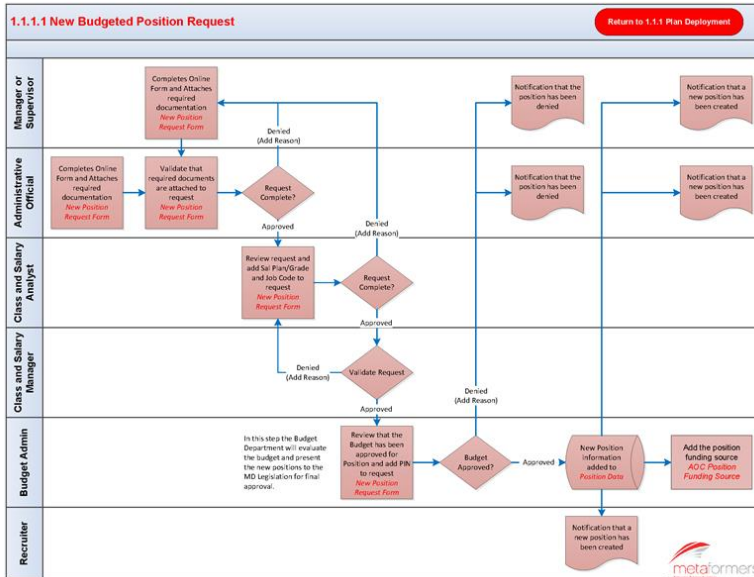 1.1.1.1 New Budgeted Position Request
Return to 1.1.1 Plan Deployment
Manager or
Supervisor
Completes Online
Form and Attaches
required
documentation
New Position
Request Form
Denied
(Add Reason)
Notification that the
position has been
denied
Notification that a
new position has
been created
Administrative
Official
Completes Online
Form and Attaches
required
documentation
New Position
Request Form
Validate that
required documents
are attached to
request
New Position
Request Form
Request
Complete?
Approved
Denied
(Add Reason)
Notification that the
position has been
denied
Notification that a
new position has
been created
Class and Salary
Analyst
Review request and
add Sal Plan/Grade
and Job Code to
request
New Position
Request Form
Request
Complete?
Approved
Class and Salary
Manager
Denied
(Add Reason)
Validate Request
Approved
Denied
(Add Reason)
Budget Admin
In this step the Budget
Department will evaluate
the budget and present
the new positions to the
MD Legislation for final
approval.
Review that the
Budget has been
approved for
Position and add PIN
to request
New Position
Request Form
Budget
Approved?
Approved
New Position
information
added to
Position Data
Add the position
funding source
AOC Position
Funding Source
Recruiter
Notification that a
new position has
been created
metaformers